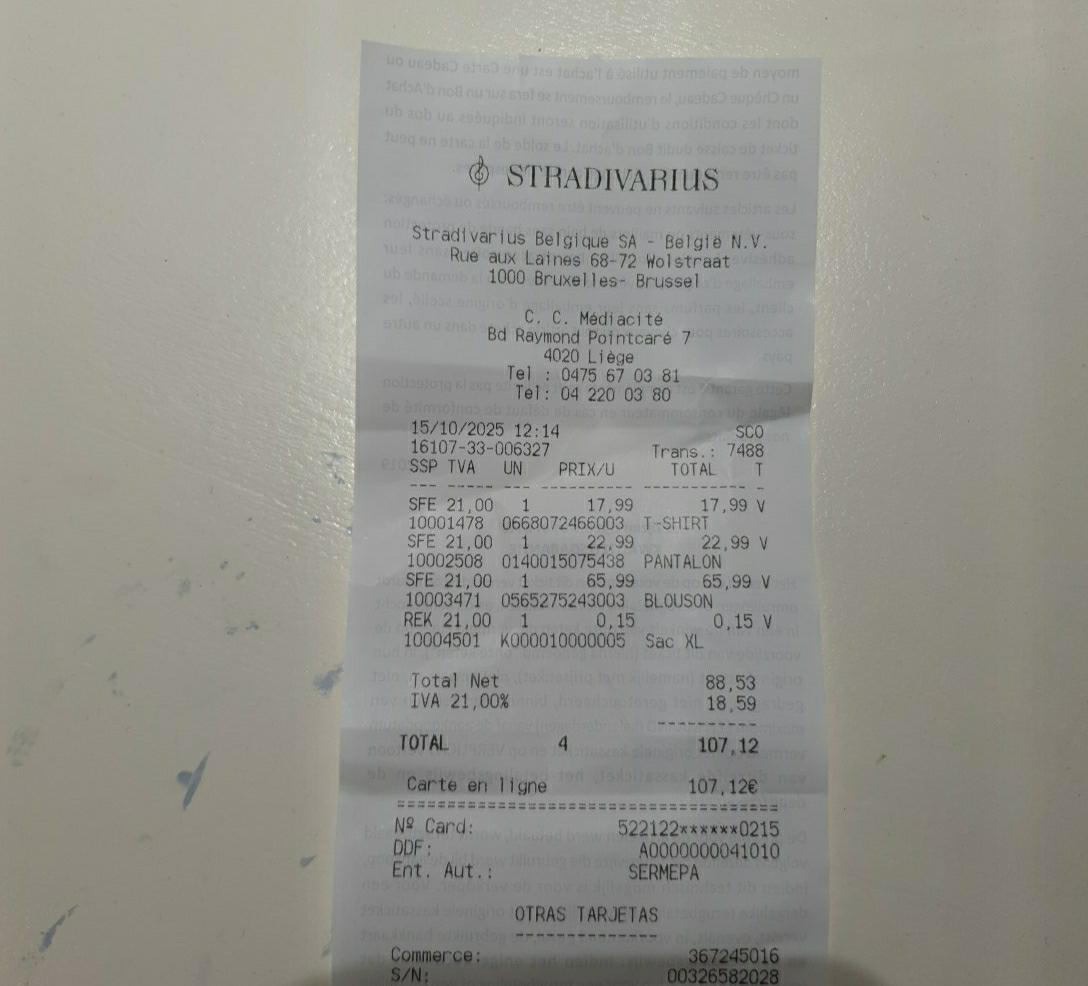 STRADIVARIUS
Stradivarius Belgique SA - België N.V.
Rue aux Laines 68-72 Wolstraat
1000 Bruxelles- Brussel
C. C. Médiacité
Bd Raymond Pointcaré 7
4020 Liège
Tel : 0475 67 03 81
Tel: 04 220 03 80
15/10/2025 12:14 SCO
16107-33-006327 Trans.: 7488
SSP TVA UN PRIX/U TOTAL T
--- ---- --- --------- ---------- -
SFE 21,00 1 17,99 17,99 V
10001478 0668072466003 T-SHIRT
SFE 21,00 1 22,99 22,99 V
10002508 0140015075438 PANTALON
SFE 21,00 1 65,99 65,99 V
10003471 0565275243003 BLOUSON
REK 21,00 1 0,15 0,15 V
10004501 K000010000005 Sac XL
Total Net 88,53
IVA 21,00% 18,59
----------
TOTAL 4 107,12
Carte en ligne 107,12€
========================================
Nº Card: 522122******0215
DDF: A0000000041010
Ent. Aut.: SERMEPA
OTRAS TARJETAS
--------------
Commerce: 367245016
S/N: 00326582028